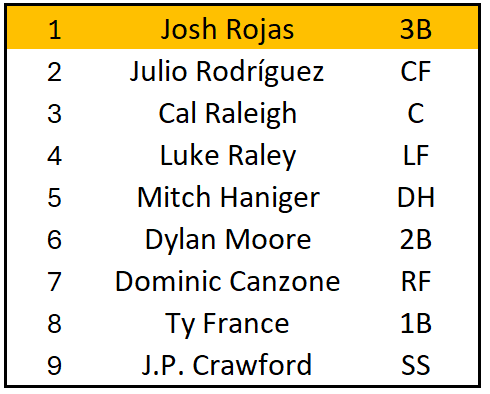 1 Josh Rojas 3B
2 Julio Rodríguez CF
3 Cal Raleigh C
4 Luke Raley LF
5 Mitch Haniger DH
6 Dylan Moore 2B
7 Dominic Canzone RF
8 Ty France 1B
9 J.P. Crawford SS